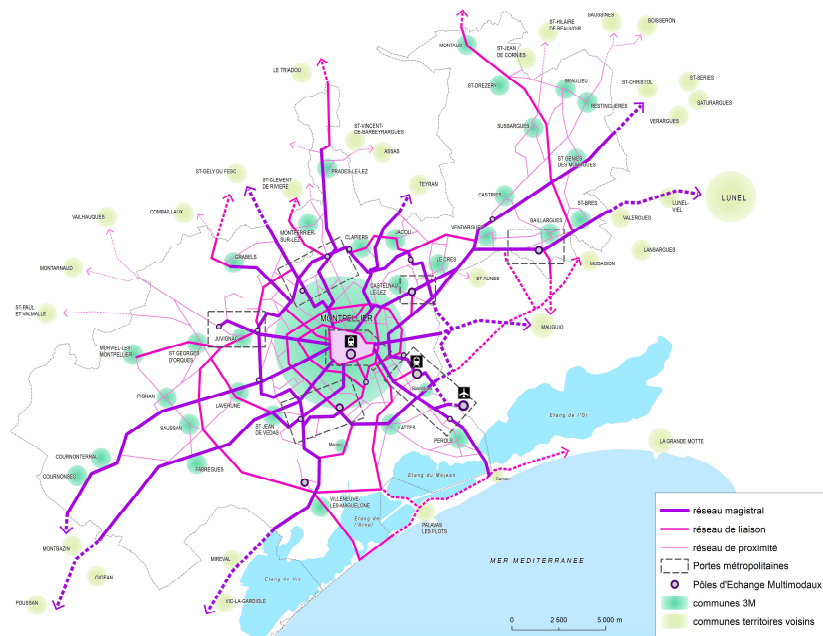 SAUSSINES
ST-HILAIRE
DE BEAUVOIR
BOISSERON
MONTAUD
ST-JEAN
DE CORNIES
LE TRIADOU
ST-DREZERY
BEAULIEU
ST-CHRISTOL
ST-SERIES
RESTINCLIERES
SATURARGUES
VERARGUES
SUSSARGUES
ST-VINCENT-
DE-BARBEYRARGUES
ASSAS
ST GENIES
DES MOURGUES
ST-GELY DU FESC
PRADES-LE-LEZ
ST-CLEMENT
DE RIVIERE
TEYRAN
CASTRIES
LUNEL
LUNEL-
VIEL
ST-BRES
VAILHAUQUES
COMBAILLAUX
VALERGUES
BAILLARGUES
MONTFERRIER-
SUR-LEZ
CLAPIERS
JACOU
VENDARGUES
LANSARGUES
GRABELS
LE CRES
MUDAISON
MONTARNAUD
ST-AUNES
CASTELNAU
LE-LEZ
ST-PAUL
ET VALMALLE
MONTPELLIER
MAUGUIO
JUVIGNAC
MURVIEL-LES-
MONTPELLIER
ST GEORGES
D'ORQUES
PIGNAN
LAVERUNE
Etang de l'Or
SAUSSAN
ST JEAN
DE VEDAS
LATTES
PEROLS
LA GRANDE MOTTE
COURNONTERRAL
FABREGUES
COURNONSEC
Etang du Méjean
VILLENEUVE-
LES-MAGUELONE
Etang de
l'Arnel
PALAVAS
LES FLOTS
MONTBAZIN
MIREVAL
MER MEDITERRANEE
GIGEAN
Etang de Vic
POUSSAN
VIC-LA-GARDIOLE
0 2 500 5 000 m
réseau magistral
réseau de liaison
réseau de proximité
Portes métropolitaines
Pôles d'Echange Multimodaux
communes 3M
communes territoires voisins